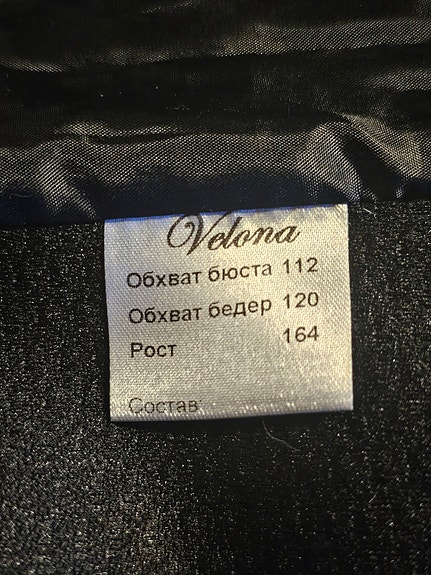 Velona
Обхват бюста 112
Обхват бедер 120
Рост 164
Состав